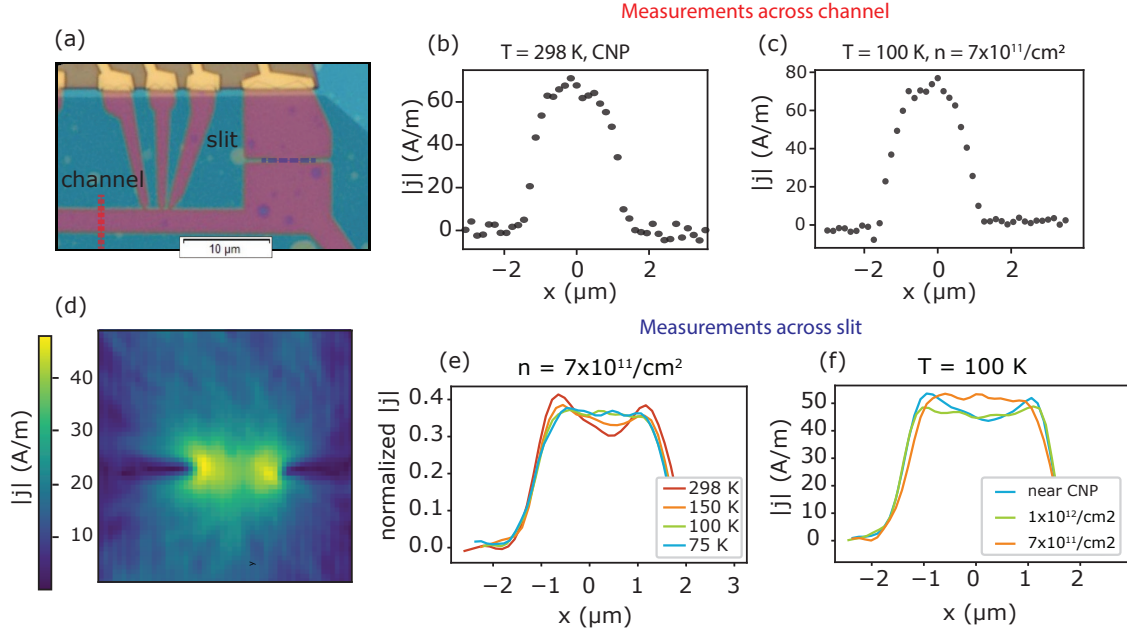 Measurements across channel
(a)
slit
channel
10 μm
(b)
T = 298 K, CNP
|j| (A/m)
60
40
20
0
−2
0
2
x (μm)
(c)
T = 100 K, n = 7x10¹¹/cm²
|j| (A/m)
80
60
40
20
0
−2
0
2
x (μm)
(d)
|j| (A/m)
40
30
20
10
>
Measurements across slit
(e)
n = 7x10¹¹/cm²
normalized |j|
0.4
0.3
0.2
0.1
0.0
298 K
150 K
100 K
75 K
−2
−1
0
1
2
3
x (μm)
(f)
T = 100 K
|j| (A/m)
50
40
30
20
10
0
near CNP
1x10¹²/cm2
7x10¹¹/cm2
−2
−1
0
1
2
x (μm)